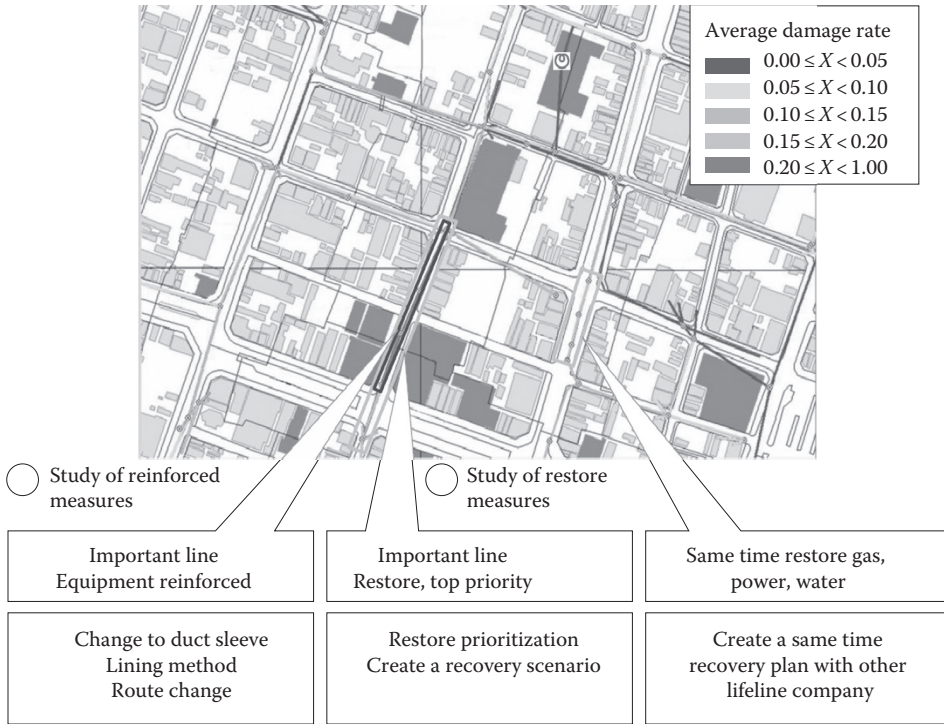 Average damage rate
0.00 ≤ X < 0.05
0.05 ≤ X < 0.10
0.10 ≤ X < 0.15
0.15 ≤ X < 0.20
0.20 ≤ X < 1.00
Study of reinforced
measures
Study of restore
measures
Important line
Equipment reinforced
Important line
Restore, top priority
Same time restore gas,
power, water
Change to duct sleeve
Lining method
Route change
Restore prioritization
Create a recovery scenario
Create a same time
recovery plan with other
lifeline company